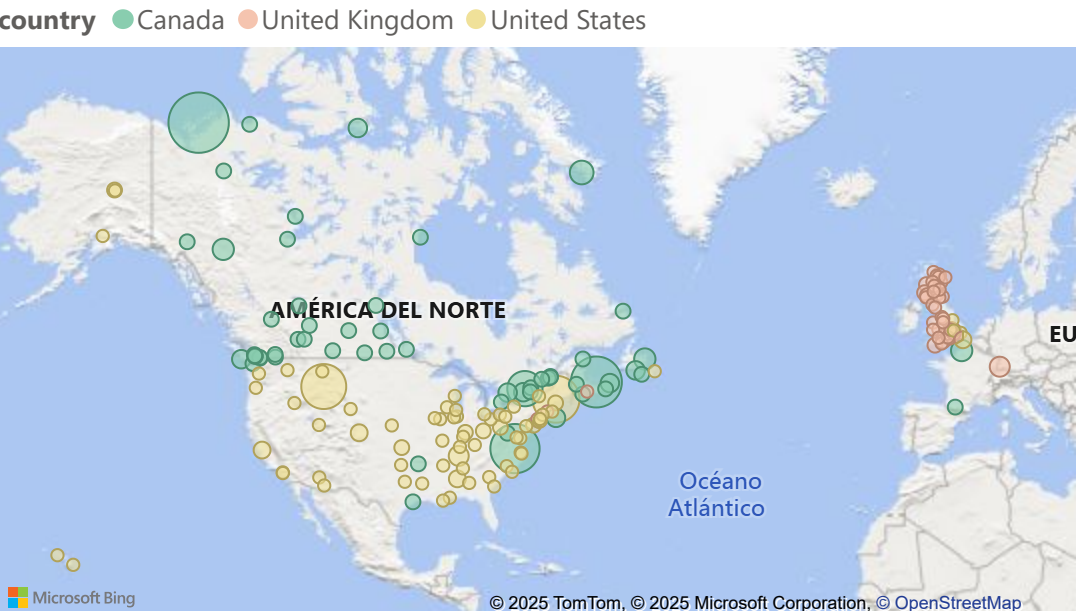 country Canada United Kingdom United States
AMÉRICA DEL NORTE
EU
Océano
Atlántico
Microsoft Bing
© 2025 TomTom, © 2025 Microsoft Corporation, © OpenStreetMap